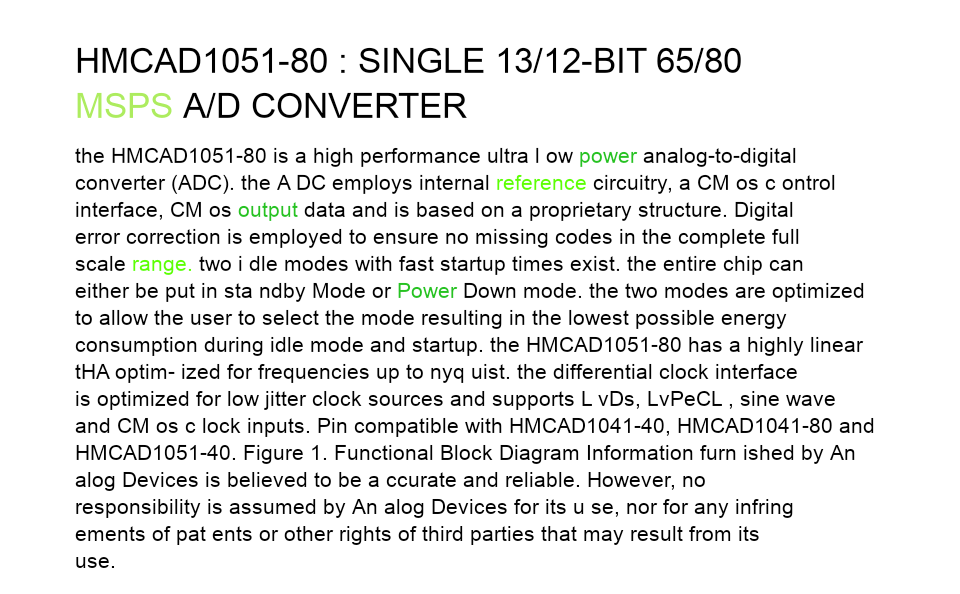 HMCAD1051-80 : SINGLE 13/12-BIT 65/80
MSPS A/D CONVERTER
the HMCAD1051-80 is a high performance ultra l ow power analog-to-digital
converter (ADC). the A DC employs internal reference circuitry, a CM os c ontrol
interface, CM os output data and is based on a proprietary structure. Digital
error correction is employed to ensure no missing codes in the complete full
scale range. two i dle modes with fast startup times exist. the entire chip can
either be put in sta ndby Mode or Power Down mode. the two modes are optimized
to allow the user to select the mode resulting in the lowest possible energy
consumption during idle mode and startup. the HMCAD1051-80 has a highly linear
tHA optim- ized for frequencies up to nyq uist. the differential clock interface
is optimized for low jitter clock sources and supports L vDs, LvPeCL , sine wave
and CM os c lock inputs. Pin compatible with HMCAD1041-40, HMCAD1041-80 and
HMCAD1051-40. Figure 1. Functional Block Diagram Information furn ished by An
alog Devices is believed to be a ccurate and reliable. However, no
responsibility is assumed by An alog Devices for its u se, nor for any infring
ements of pat ents or other rights of third parties that may result from its
use.